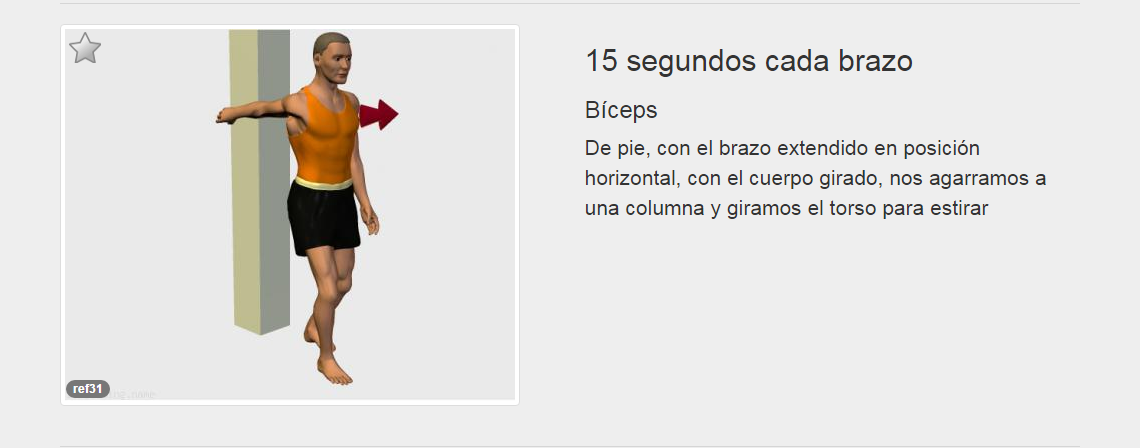 15 segundos cada brazo
Bíceps
De pie, con el brazo extendido en posición
horizontal, con el cuerpo girado, nos agarramos a
una columna y giramos el torso para estirar
ref31